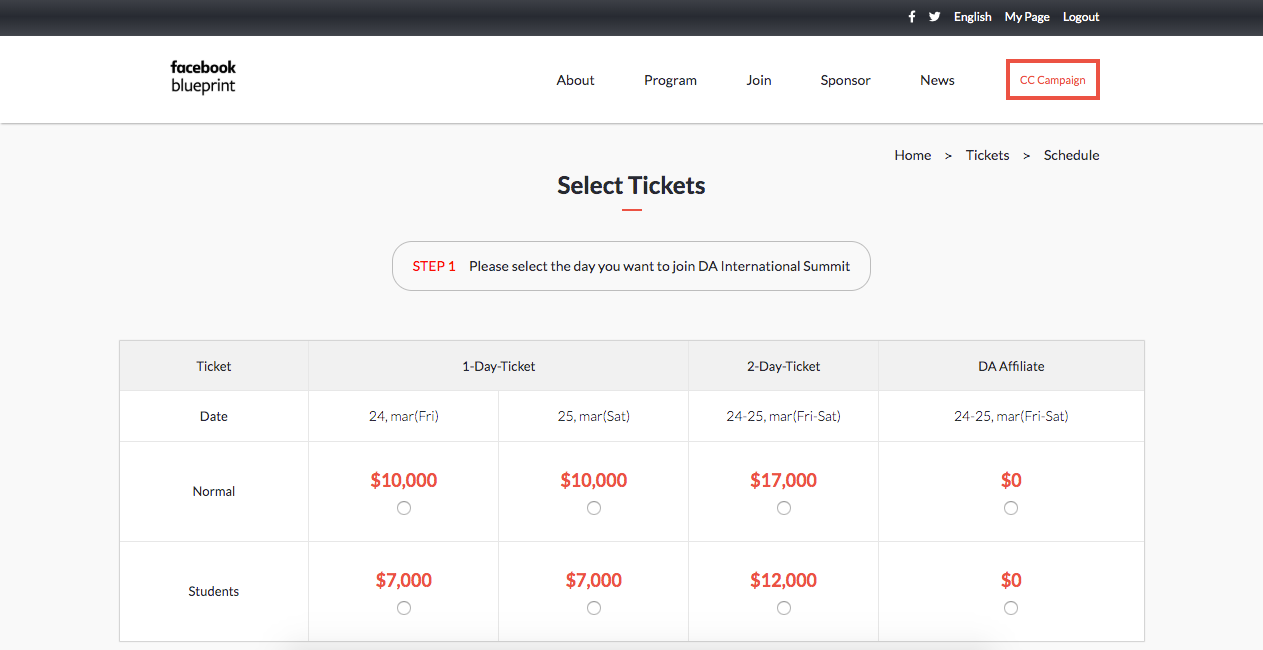 English My Page Logout
facebook
blueprint
About Program Join Sponsor News CC Campaign
Home > Tickets > Schedule
Select Tickets
STEP 1 Please select the day you want to join DA International Summit
Ticket 1-Day-Ticket 2-Day-Ticket DA Affiliate
Date 24, mar(Fri) 25, mar(Sat) 24-25, mar(Fri-Sat) 24-25, mar(Fri-Sat)
Normal $10,000 $10,000 $17,000 $0
Students $7,000 $7,000 $12,000 $0